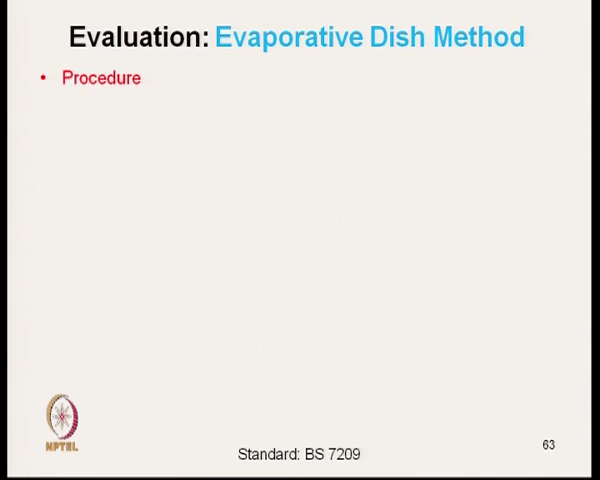 Evaluation: Evaporative Dish Method
• Procedure
NPTEL
Standard: BS 7209
63